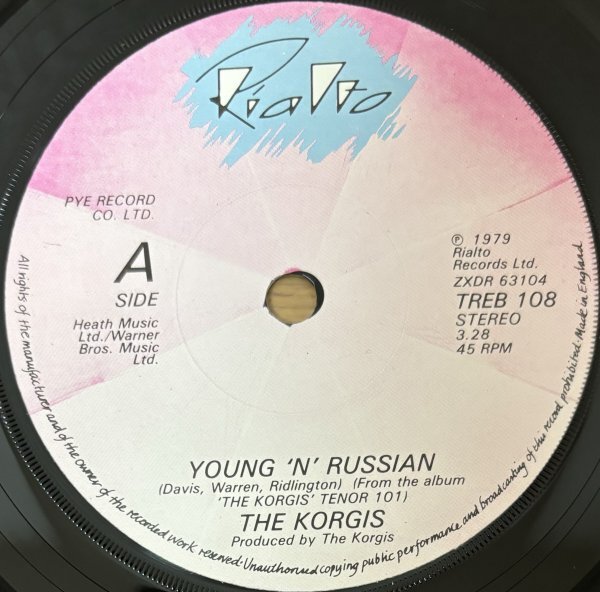 Rialto
PYE RECORD
CO. LTD.
A
SIDE
Heath Music
Ltd./Warner
Bros. Music
Ltd.
℗ 1979
Rialto
Records Ltd.
ZXDR 63104
TREB 108
STEREO
3.28
45 RPM
YOUNG 'N' RUSSIAN
(Davis, Warren, Ridlington) (From the album
'THE KORGIS' TENOR 101)
THE KORGIS
Produced by The Korgis
All rights of the manufacturer and of the owner of the recorded work reserved·Unauthorised copying public performance and broadcasting of this record prohibited·Made in England